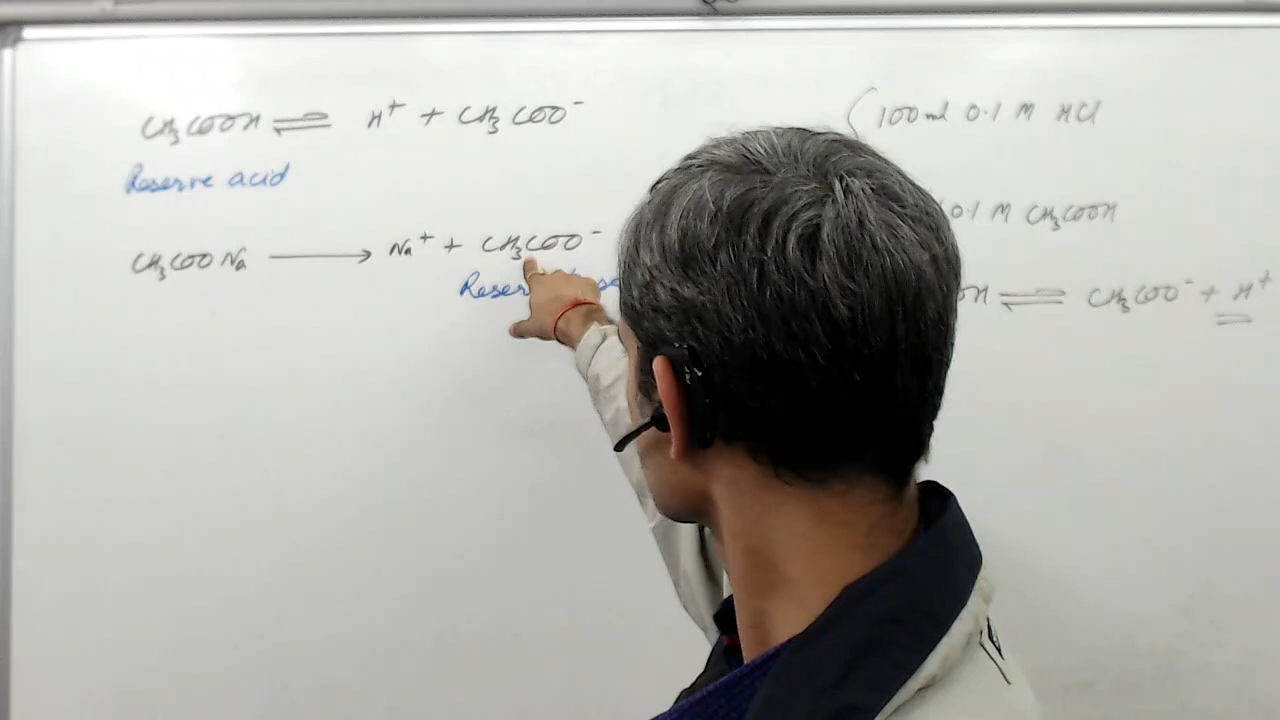 CH₃COOH ⇌ H⁺ + CH₃COO⁻
Reserve acid
CH₃COONa ⟶ Na⁺ + CH₃COO⁻
100ml 0.1 M HCl
0.1 M CH₃COOH
⇌ CH₃COO⁻ + H⁺